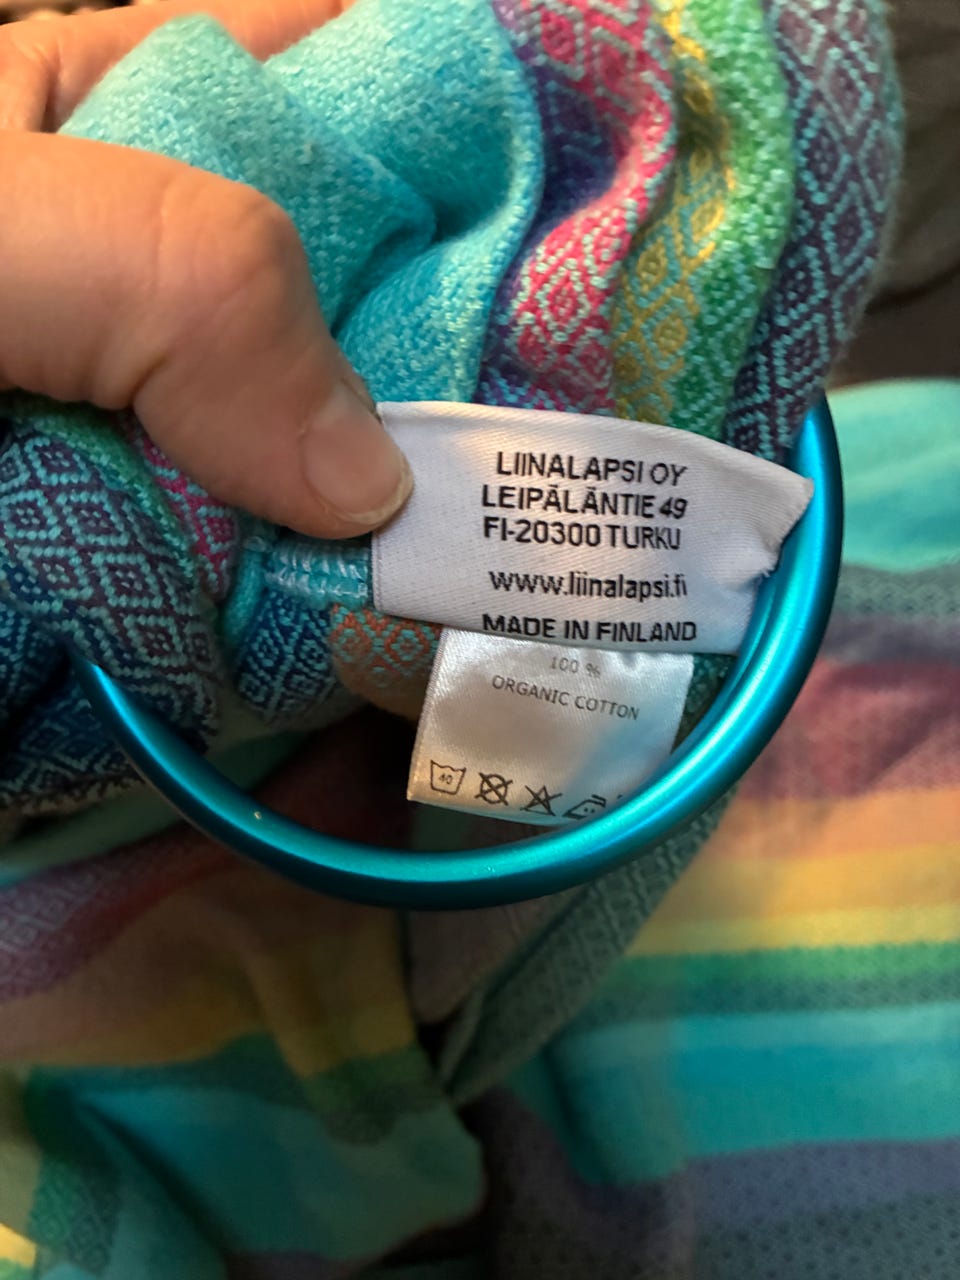 LIINALAPSI OY
LEIPÄLÄNTIE 49
FI-20300 TURKU
www.liinalapsi.fi
MADE IN FINLAND
100 %
ORGANIC COTTON
40